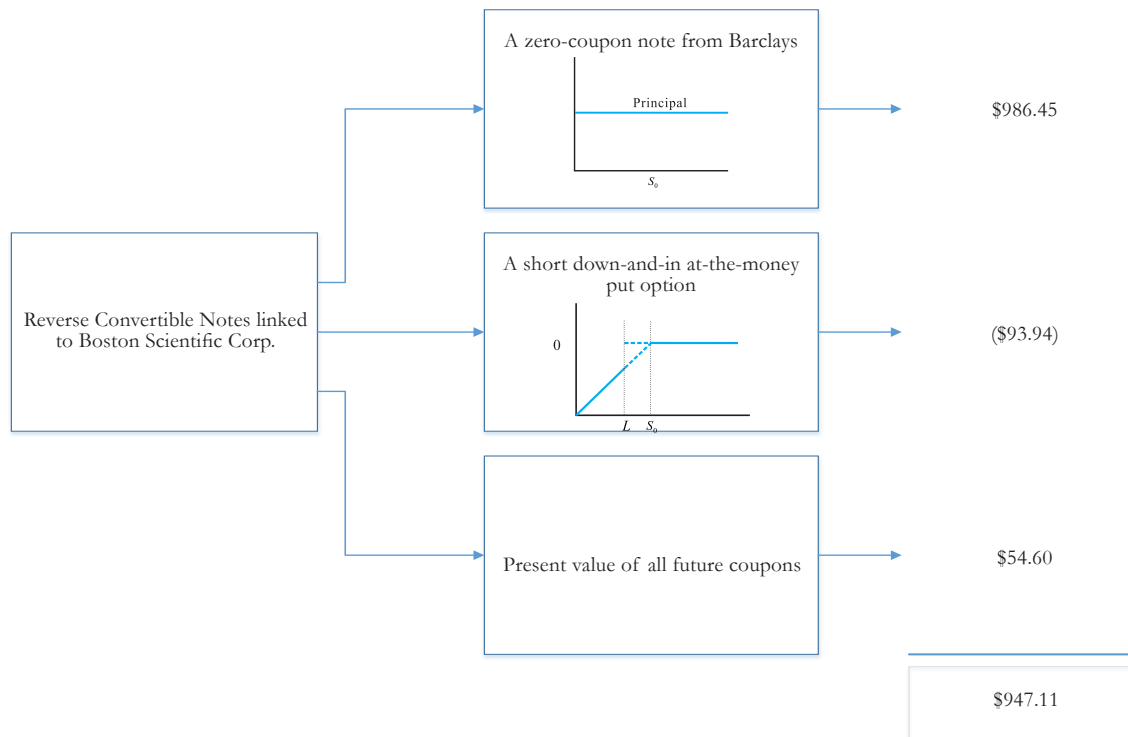 A zero-coupon note from Barclays
Principal
S₀
$986.45
Reverse Convertible Notes linked
to Boston Scientific Corp.
A short down-and-in at-the-money
put option
0
L S₀
($93.94)
Present value of all future coupons
$54.60
$947.11